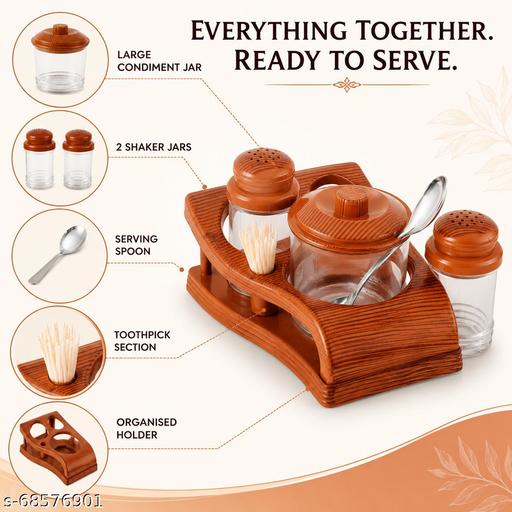 EVERYTHING TOGETHER.
READY TO SERVE.
LARGE
CONDIMENT JAR
2 SHAKER JARS
SERVING
SPOON
TOOTHPICK
SECTION
ORGANISED
HOLDER
s-68576901